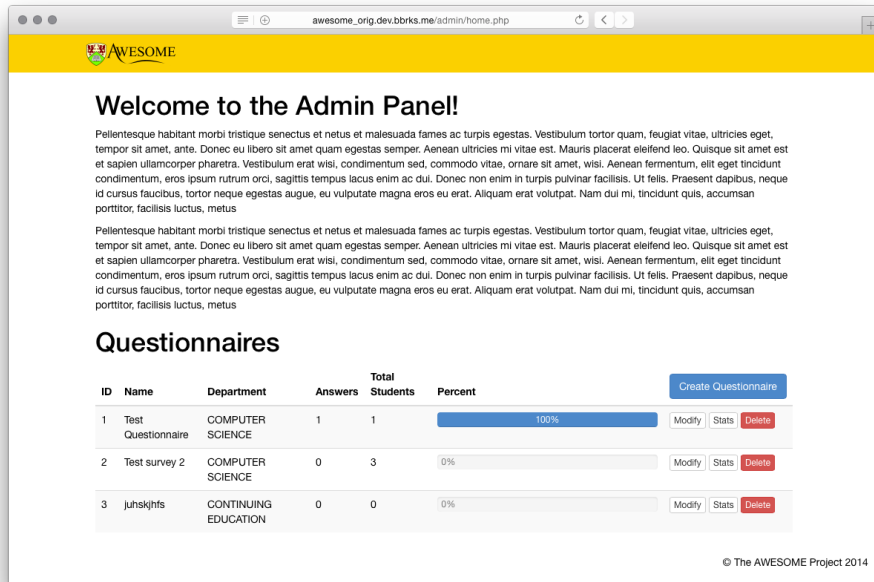 awesome_orig.dev.bbrks.me/admin/home.php
AWESOME
Welcome to the Admin Panel!
Pellentesque habitant morbi tristique senectus et netus et malesuada fames ac turpis egestas. Vestibulum tortor quam, feugiat vitae, ultricies eget,
tempor sit amet, ante. Donec eu libero sit amet quam egestas semper. Aenean ultricies mi vitae est. Mauris placerat eleifend leo. Quisque sit amet est
et sapien ullamcorper pharetra. Vestibulum erat wisi, condimentum sed, commodo vitae, ornare sit amet, wisi. Aenean fermentum, elit eget tincidunt
condimentum, eros ipsum rutrum orci, sagittis tempus lacus enim ac dui. Donec non enim in turpis pulvinar facilisis. Ut felis. Praesent dapibus, neque
id cursus faucibus, tortor neque egestas augue, eu vulputate magna eros eu erat. Aliquam erat volutpat. Nam dui mi, tincidunt quis, accumsan
porttitor, facilisis luctus, metus
Pellentesque habitant morbi tristique senectus et netus et malesuada fames ac turpis egestas. Vestibulum tortor quam, feugiat vitae, ultricies eget,
tempor sit amet, ante. Donec eu libero sit amet quam egestas semper. Aenean ultricies mi vitae est. Mauris placerat eleifend leo. Quisque sit amet est
et sapien ullamcorper pharetra. Vestibulum erat wisi, condimentum sed, commodo vitae, ornare sit amet, wisi. Aenean fermentum, elit eget tincidunt
condimentum, eros ipsum rutrum orci, sagittis tempus lacus enim ac dui. Donec non enim in turpis pulvinar facilisis. Ut felis. Praesent dapibus, neque
id cursus faucibus, tortor neque egestas augue, eu vulputate magna eros eu erat. Aliquam erat volutpat. Nam dui mi, tincidunt quis, accumsan
porttitor, facilisis luctus, metus
Questionnaires
ID Name Department Answers Total Students Percent Create Questionnaire
1 Test Questionnaire COMPUTER SCIENCE 1 1 100% Modify Stats Delete
2 Test survey 2 COMPUTER SCIENCE 0 3 0% Modify Stats Delete
3 juhskjhfs CONTINUING EDUCATION 0 0 0% Modify Stats Delete
© The AWESOME Project 2014